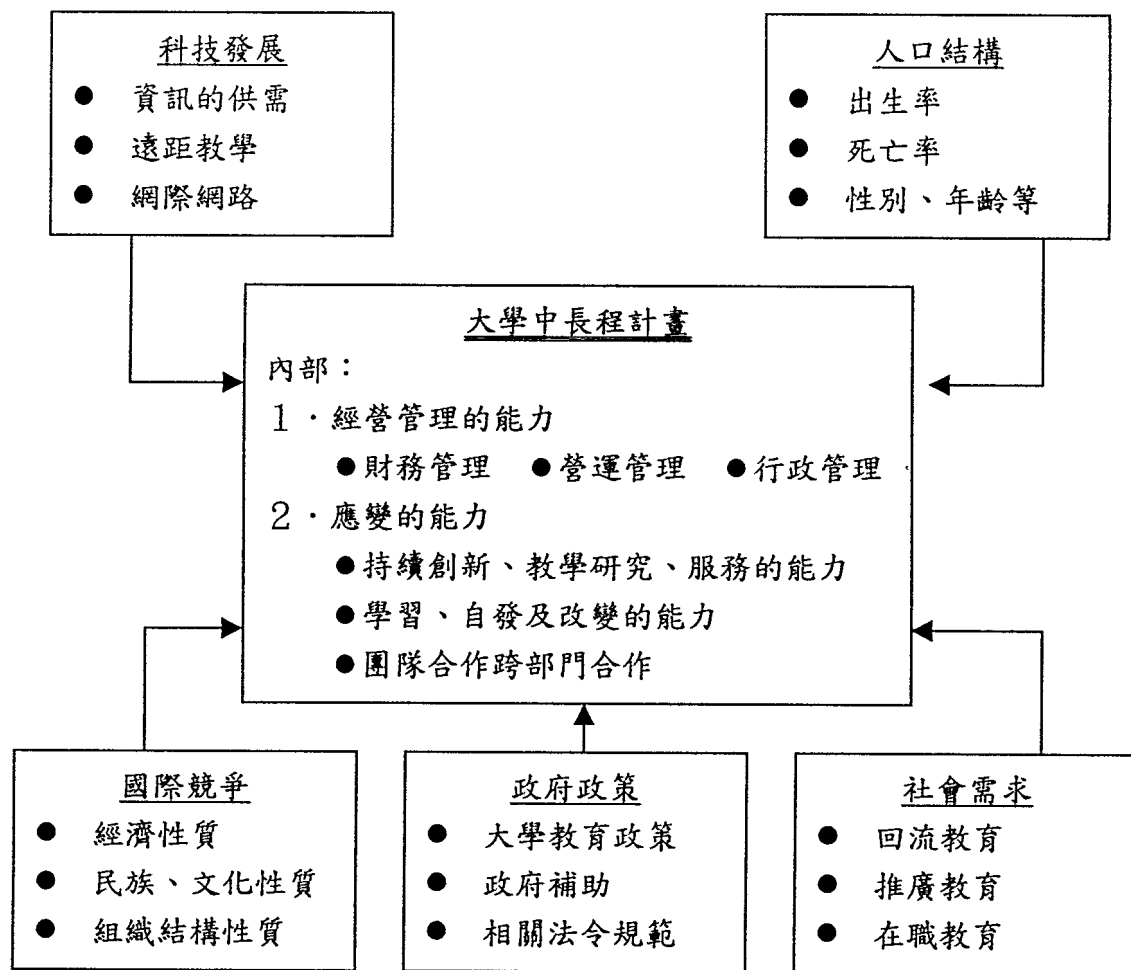 科技發展
● 資訊的供需
● 遠距教學
● 網際網路
人口結構
● 出生率
● 死亡率
● 性別、年齡等
大學中長程計畫
內部：
1．經營管理的能力
●財務管理 ●營運管理 ●行政管理
2．應變的能力
●持續創新、教學研究、服務的能力
●學習、自發及改變的能力
●團隊合作跨部門合作
國際競爭
● 經濟性質
● 民族、文化性質
● 組織結構性質
政府政策
● 大學教育政策
● 政府補助
● 相關法令規範
社會需求
● 回流教育
● 推廣教育
● 在職教育